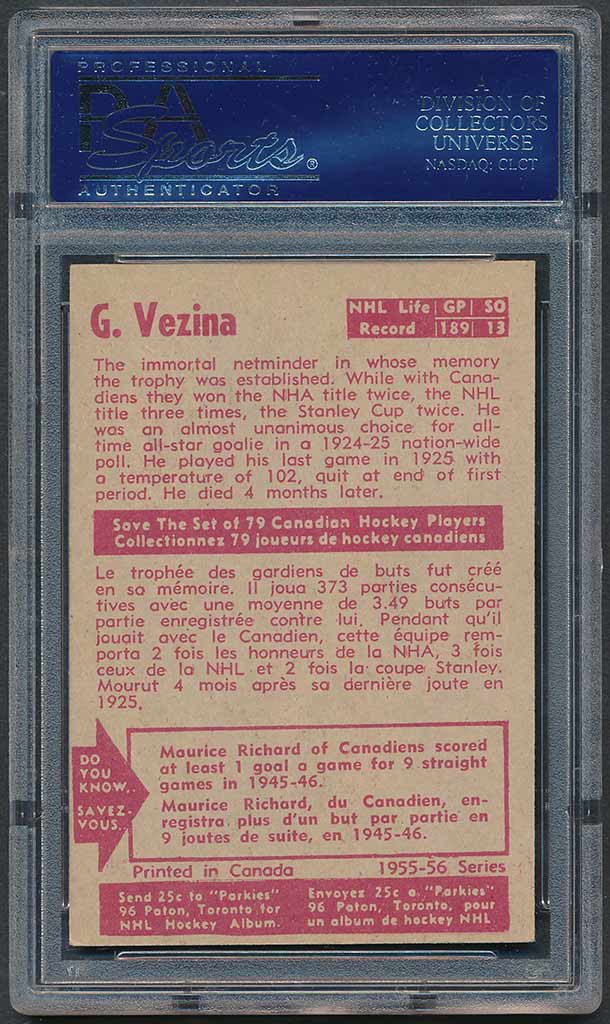 PROFESSIONAL
PSA
Sports®
AUTHENTICATOR
A
DIVISION OF
COLLECTORS
UNIVERSE
NASDAQ: CLCT
G. Vezina
NHL Life GP SO
Record 189 13
The immortal netminder in whose memory
the trophy was established. While with Cana-
diens they won the NHA title twice, the NHL
title three times, the Stanley Cup twice. He
was an almost unanimous choice for all-
time all-star goalie in a 1924-25 nation-wide
poll. He played his last game in 1925 with
a temperature of 102, quit at end of first
period. He died 4 months later.
Save The Set of 79 Canadian Hockey Players
Collectionnez 79 joueurs de hockey canadiens
Le trophée des gardiens de buts fut créé
en sa mémoire. Il joua 373 parties consécu-
tives avec une moyenne de 3.49 buts par
partie enregistrée contre lui. Pendant qu'il
jouait avec le Canadien, cette équipe rem-
porta 2 fois les honneurs de la NHA, 3 fois
ceux de la NHL et 2 fois la coupe Stanley.
Mourut 4 mois après sa dernière joute en
1925.
DO
YOU
KNOW..
SAVEZ-
VOUS..
Maurice Richard of Canadiens scored
at least 1 goal a game for 9 straight
games in 1945-46.
Maurice Richard, du Canadien, en-
registra plus d'un but par partie en
9 joutes de suite, en 1945-46.
Printed in Canada 1955-56 Series
Send 25c to "Parkies"
96 Paton, Toronto for
NHL Hockey Album.
Envoyez 25c a "Parkies"
96 Paton, Toronto, pour
un album de hockey NHL